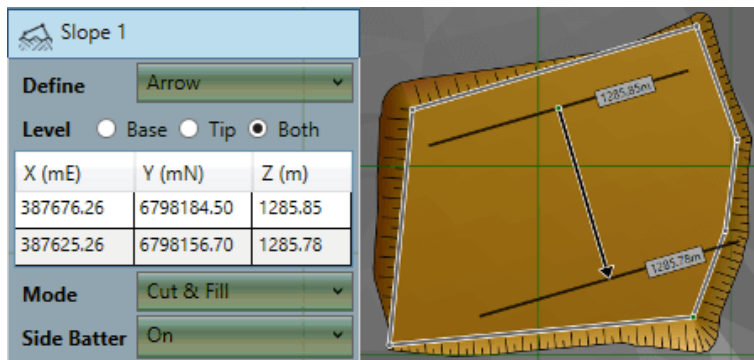 Slope 1
Define Arrow
Level Base Tip Both
X (mE) Y (mN) Z (m)
387676.26 6798184.50 1285.85
387625.26 6798156.70 1285.78
Mode Cut & Fill
Side Batter On
1285.85m
1285.78m